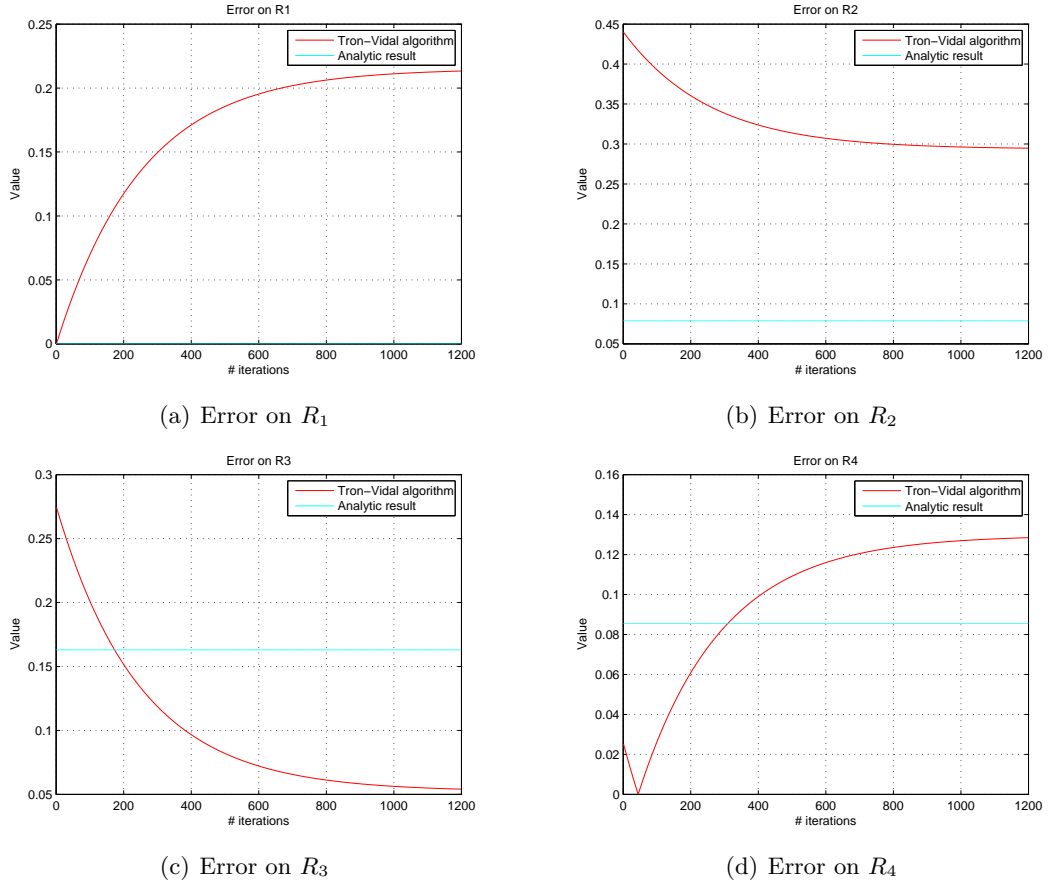 Error on R1
Tron−Vidal algorithm
Analytic result
0.25
0.2
0.15
0.1
0.05
0
Value
0 200 400 600 800 1000 1200
# iterations
(a) Error on R1
Error on R2
Tron−Vidal algorithm
Analytic result
0.45
0.4
0.35
0.3
0.25
0.2
0.15
0.1
0.05
Value
0 200 400 600 800 1000 1200
# iterations
(b) Error on R2
Error on R3
Tron−Vidal algorithm
Analytic result
0.3
0.25
0.2
0.15
0.1
0.05
Value
0 200 400 600 800 1000 1200
# iterations
(c) Error on R3
Error on R4
Tron−Vidal algorithm
Analytic result
0.16
0.14
0.12
0.1
0.08
0.06
0.04
0.02
0
Value
0 200 400 600 800 1000 1200
# iterations
(d) Error on R4